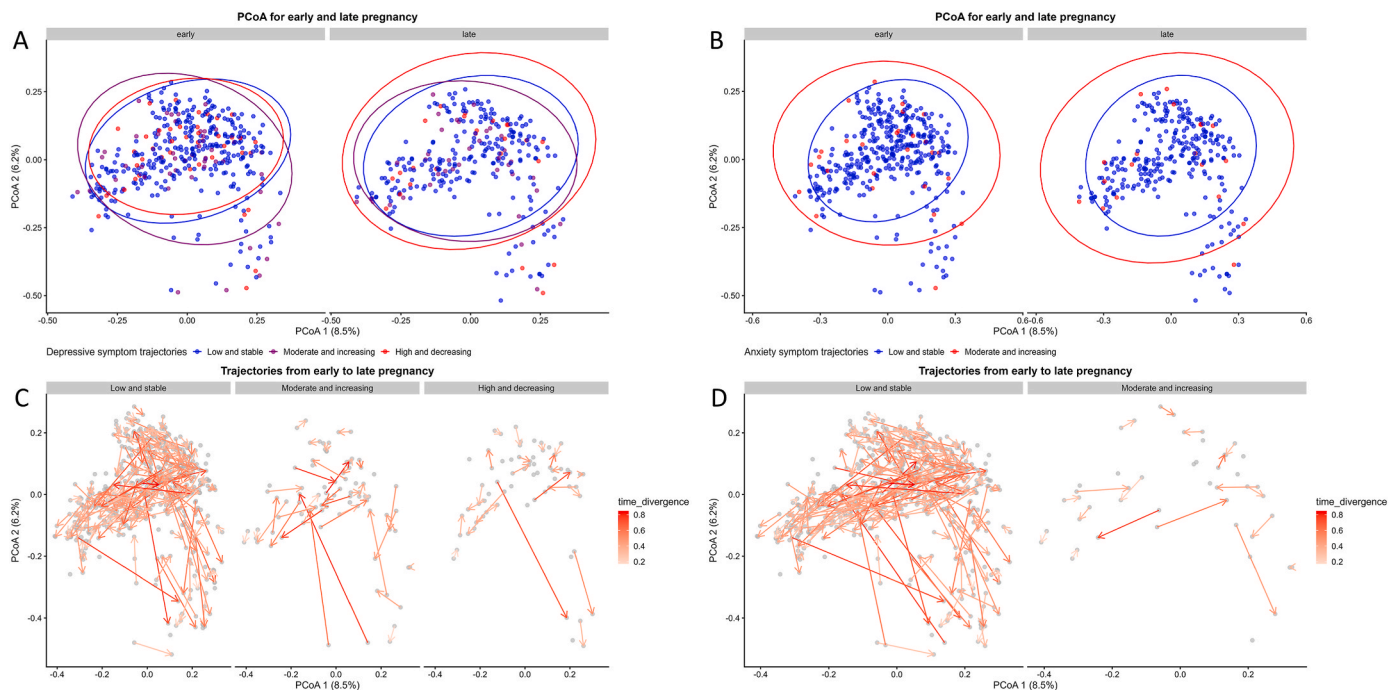 A
PCoA for early and late pregnancy
early
late
PCoA 2 (6.2%)
0.25
0.00
-0.25
-0.50
-0.50
-0.25
0.00
0.25
-0.50
-0.25
0.00
0.25
PCoA 1 (8.5%)
Depressive symptom trajectories
Low and stable
Moderate and increasing
High and decreasing
B
PCoA for early and late pregnancy
early
late
PCoA 2 (6.2%)
0.25
0.00
-0.25
-0.50
-0.6
-0.3
0.0
0.3
0.6
-0.6
-0.3
0.0
0.3
0.6
PCoA 1 (8.5%)
Anxiety symptom trajectories
Low and stable
Moderate and increasing
C
Trajectories from early to late pregnancy
Low and stable
Moderate and increasing
High and decreasing
PCoA 2 (6.2%)
0.2
0.0
-0.2
-0.4
-0.4
-0.2
0.0
0.2
-0.4
-0.2
0.0
0.2
-0.4
-0.2
0.0
0.2
PCoA 1 (8.5%)
time_divergence
0.8
0.6
0.4
0.2
D
Trajectories from early to late pregnancy
Low and stable
Moderate and increasing
PCoA 2 (6.2%)
0.2
0.0
-0.2
-0.4
-0.4
-0.2
0.0
0.2
-0.4
-0.2
0.0
0.2
PCoA 1 (8.5%)
time_divergence
0.8
0.6
0.4
0.2